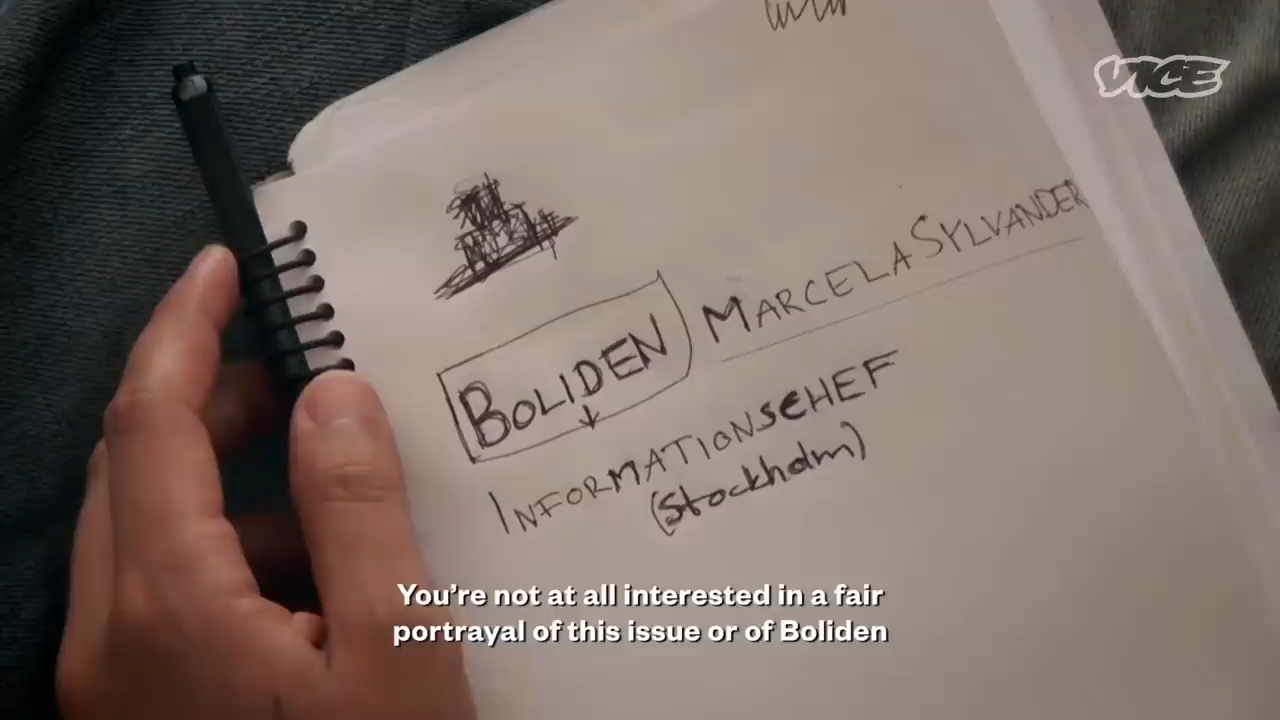 VICE
BOLIDEN MARCELA SYLVANDER
INFORMATIONSCHEF
(Stockholm)
You're not at all interested in a fair
portrayal of this issue or of Boliden